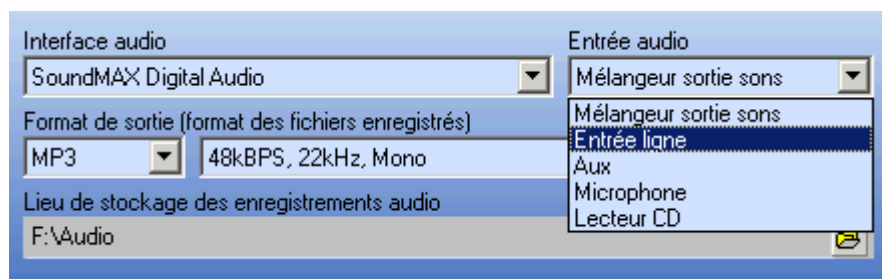 Interface audio
Entrée audio
SoundMAX Digital Audio
Mélangeur sortie sons
Format de sortie (format des fichiers enregistrés)
MP3
48kBPS, 22kHz, Mono
Mélangeur sortie sons
Entrée ligne
Aux
Microphone
Lecteur CD
Lieu de stockage des enregistrements audio
F:\Audio